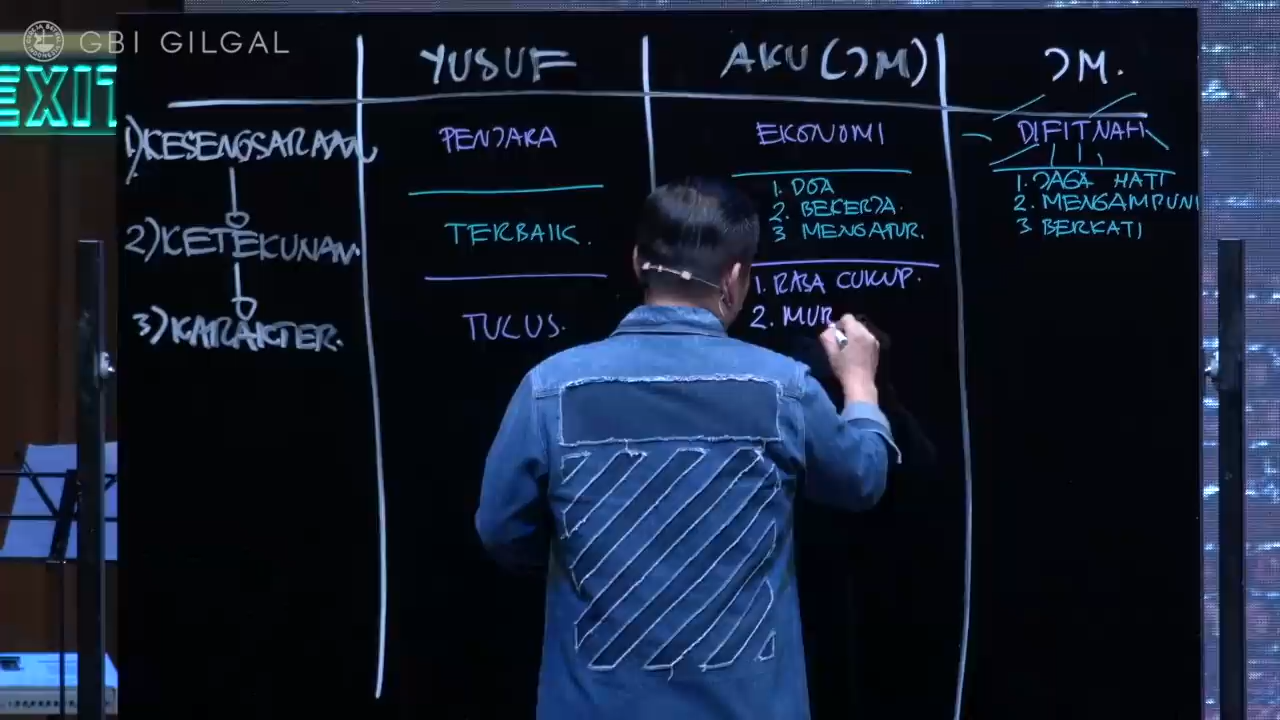 GBI GILGAL
EXIT
YUSUF
AKU (JM)
JM.
1) KESENGSARAAN
PENJARA
EKONOMI
DIFITNAH
1. DOA
2. BEKERJA.
3 MENGATUR.
1. JAGA HATI
2. MENGAMPUNI
3 BERKATI
2) KETEKUNAN.
TERBAIK.
1. RASA CUKUP.
2. MUR
3) KARAKTER.
TULUS.